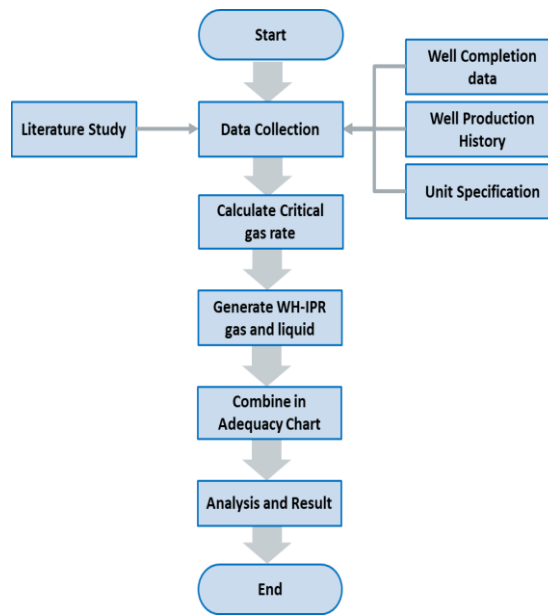 Start
Well Completion
data
Literature Study
Data Collection
Well Production
History
Unit Specification
Calculate Critical
gas rate
Generate WH-IPR
gas and liquid
Combine in
Adequacy Chart
Analysis and Result
End